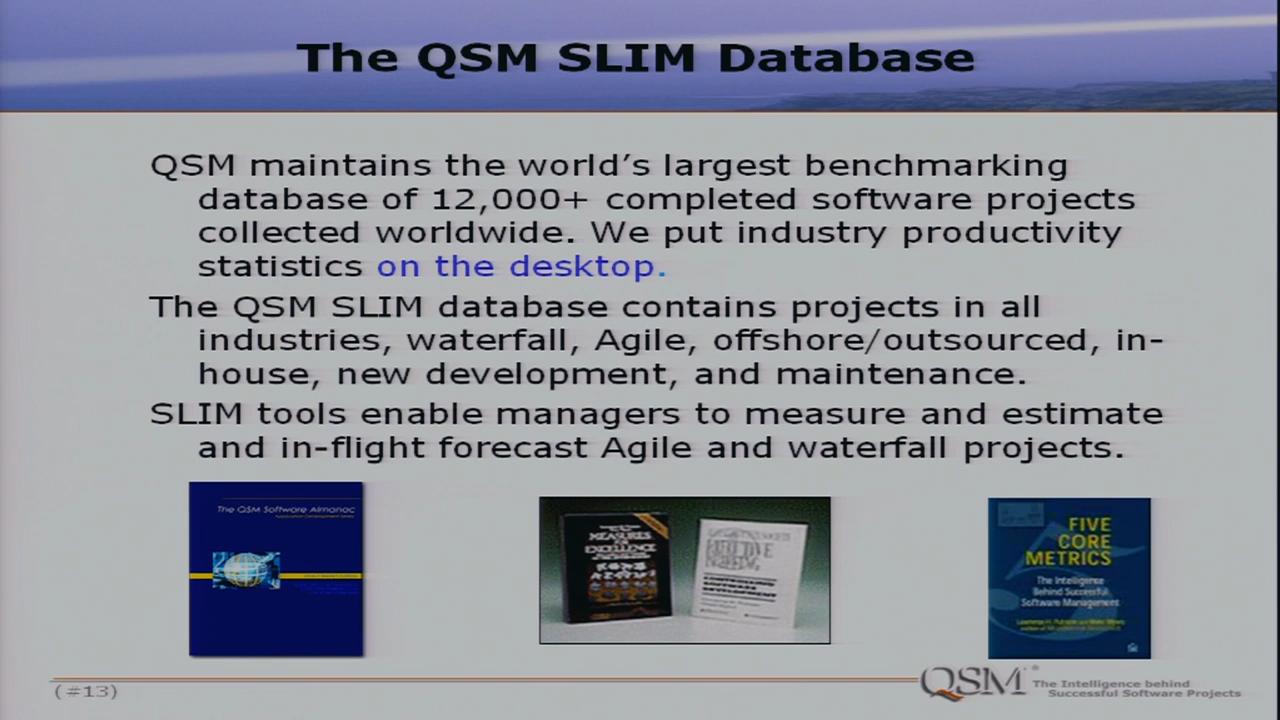 The QSM SLIM Database
QSM maintains the world's largest benchmarking
database of 12,000+ completed software projects
collected worldwide. We put industry productivity
statistics on the desktop.
The QSM SLIM database contains projects in all
industries, waterfall, Agile, offshore/outsourced, in-
house, new development, and maintenance.
SLIM tools enable managers to measure and estimate
and in-flight forecast Agile and waterfall projects.
The QSM Software Almanac
MEASURES
FOR
EXCELLENCE
FIVE
CORE
METRICS
The Intelligence
Behind Successful
Software Management
(#13)
QSM
The Intelligence behind
Successful Software Projects